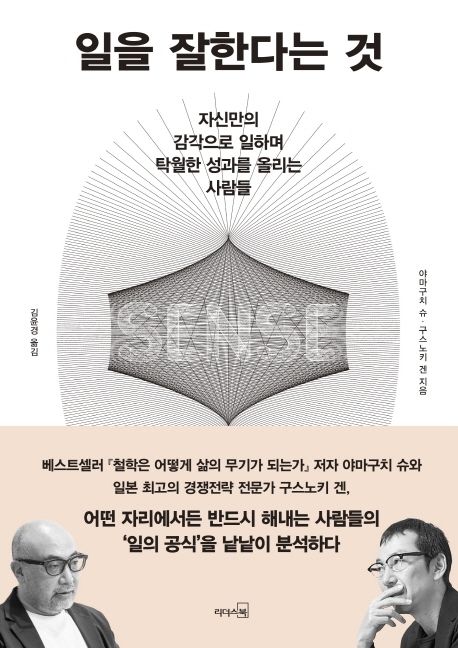 일을 잘한다는 것
자신만의
감각으로 일하며
탁월한 성과를 올리는
사람들
SENSE
김윤경 옮김
야마구치 슈·구스노키 겐 지음
베스트셀러 『철학은 어떻게 삶의 무기가 되는가』 저자 야마구치 슈와
일본 최고의 경쟁전략 전문가 구스노키 겐,
어떤 자리에서든 반드시 해내는 사람들의
‘일의 공식’을 낱낱이 분석하다
리더스북